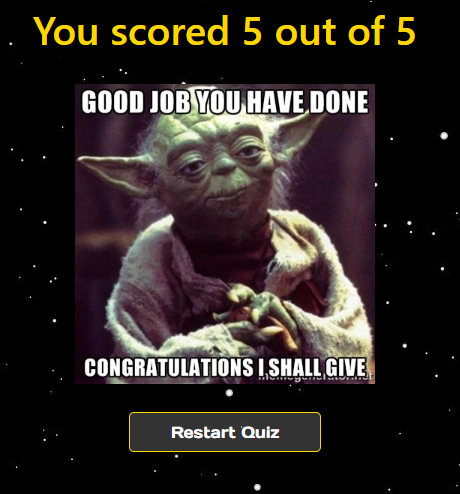 You scored 5 out of 5
GOOD JOB YOU HAVE DONE
CONGRATULATIONS I SHALL GIVE
memegenerator.net
Restart Quiz